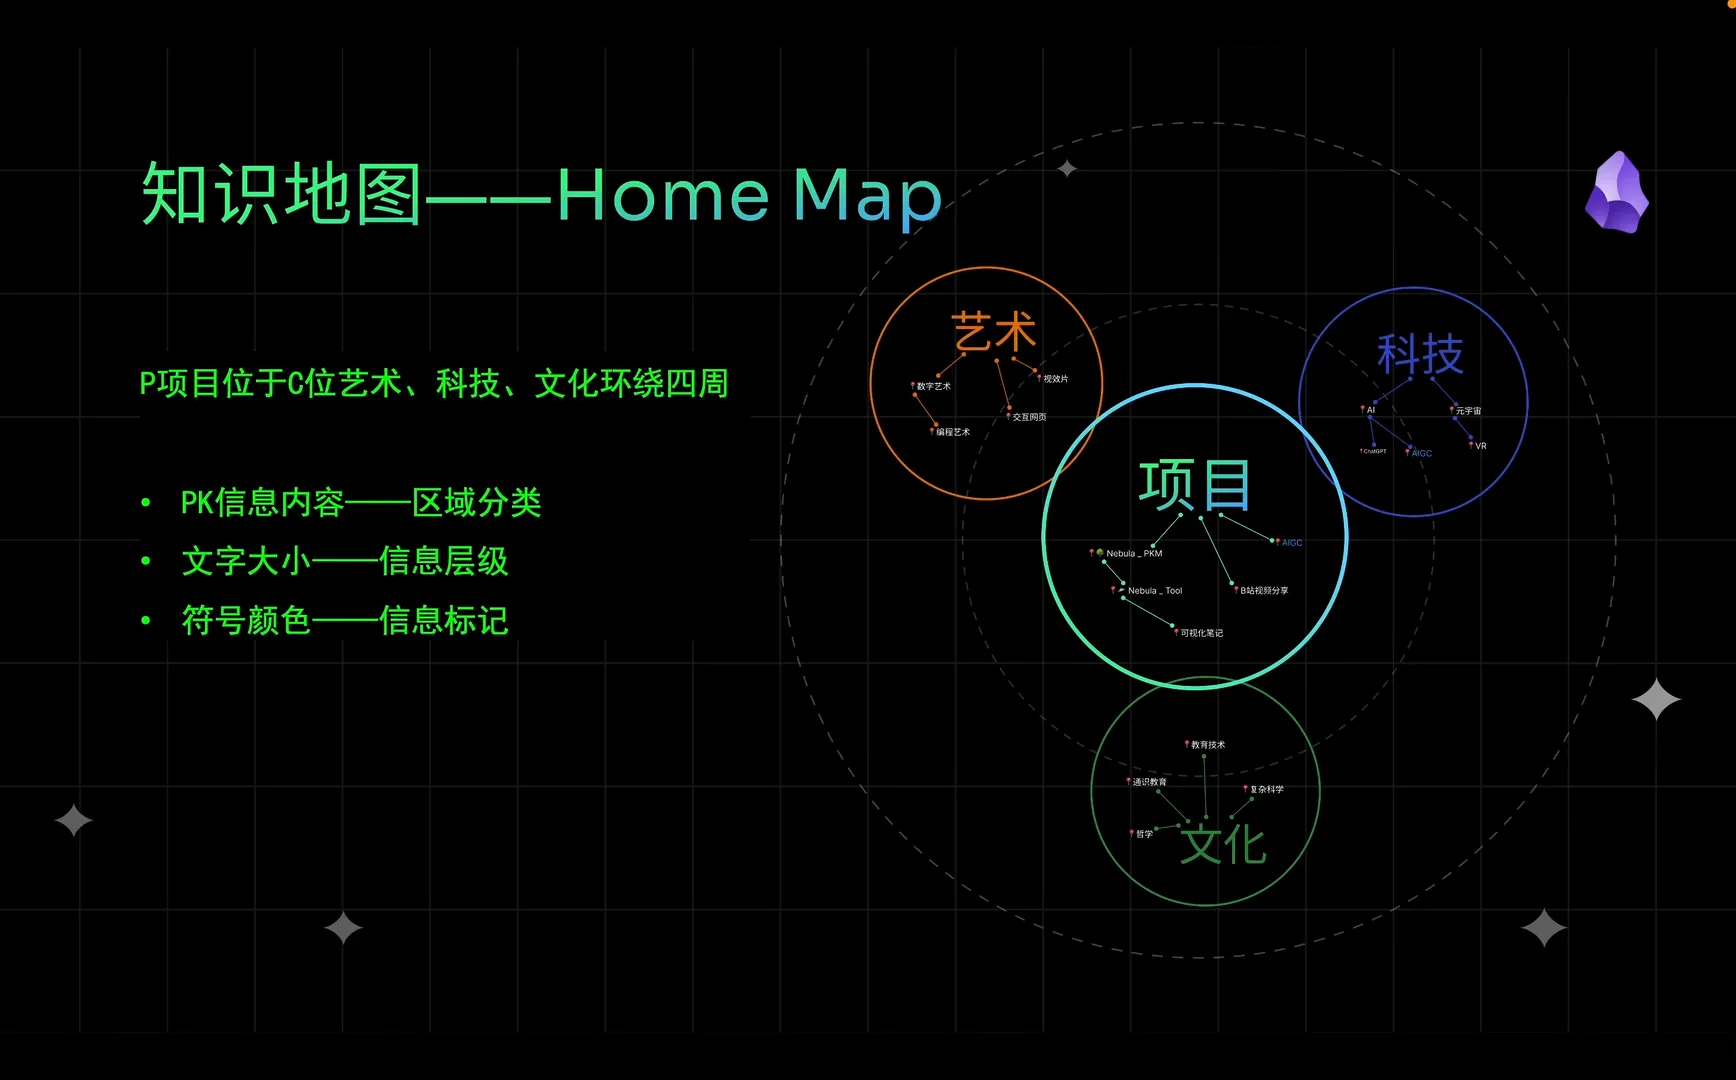 知识地图——Home Map
P项目位于C位艺术、科技、文化环绕四周
• PK信息内容——区域分类
• 文字大小——信息层级
• 符号颜色——信息标记
艺术
数字艺术
视效片
交互网页
编程艺术
科技
AI
元宇宙
ChatGPT
AIGC
VR
项目
AIGC
Nebula _ PKM
Nebula _ Tool
B站视频分享
可视化笔记
教育技术
通识教育
复杂科学
哲学
文化